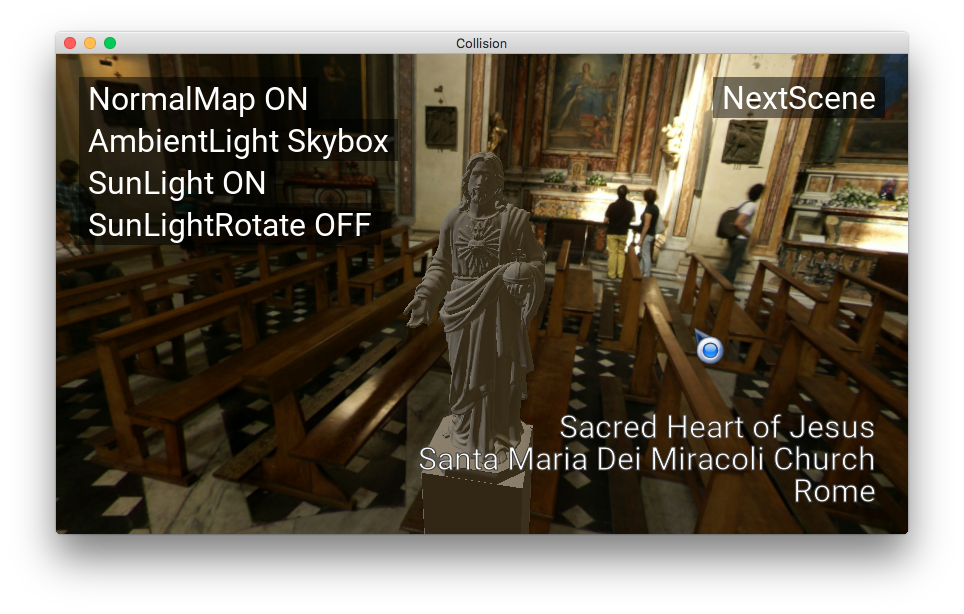 Collision
NormalMap ON
NextScene
AmbientLight Skybox
SunLight ON
SunLightRotate OFF
Sacred Heart of Jesus
Santa Maria Dei Miracoli Church
Rome